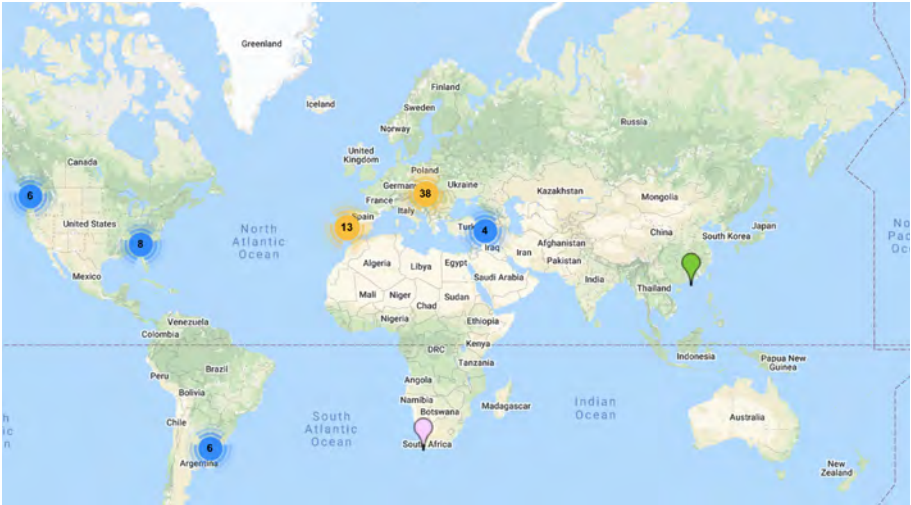 Greenland
Iceland
Finland
Sweden
Norway
Russia
United
Kingdom
Canada
Poland
6
German
38
Ukraine
Kazakhstan
Mongolia
France
Italy
Spain
13
United States
8
North
Atlantic
Ocean
Turk
4
Iraq
Iran
Afghanistan
Pakistan
China
South Korea
Japan
Mexico
Algeria
Libya
Egypt
Saudi Arabia
India
Thailand
Mali
Niger
Chad
Sudan
Nigeria
Ethiopia
Venezuela
Colombia
DRC
Kenya
Tanzania
Indonesia
Papua New
Guinea
Peru
Brazil
Bolivia
Angola
Namibia
Botswana
Madagascar
Indian
Ocean
Chile
South
Atlantic
Ocean
South Africa
Australia
6
Argentina
New
Zealand